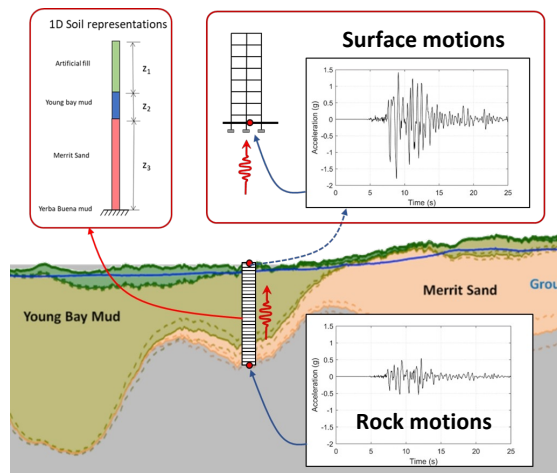 1D Soil representations
Artificial fill
Young bay mud
Merrit Sand
Yerba Buena mud
z1
z2
z3
Surface motions
Acceleration (g)
1.5
1
0.5
0
-0.5
-1
-1.5
-2
0 5 10 15 20 25
Time (s)
Young Bay Mud
Merrit Sand
Grou
Rock motions
Acceleration (g)
1.5
1
0.5
0
-0.5
-1
-1.5
-2
0 5 10 15 20 25
Time (s)